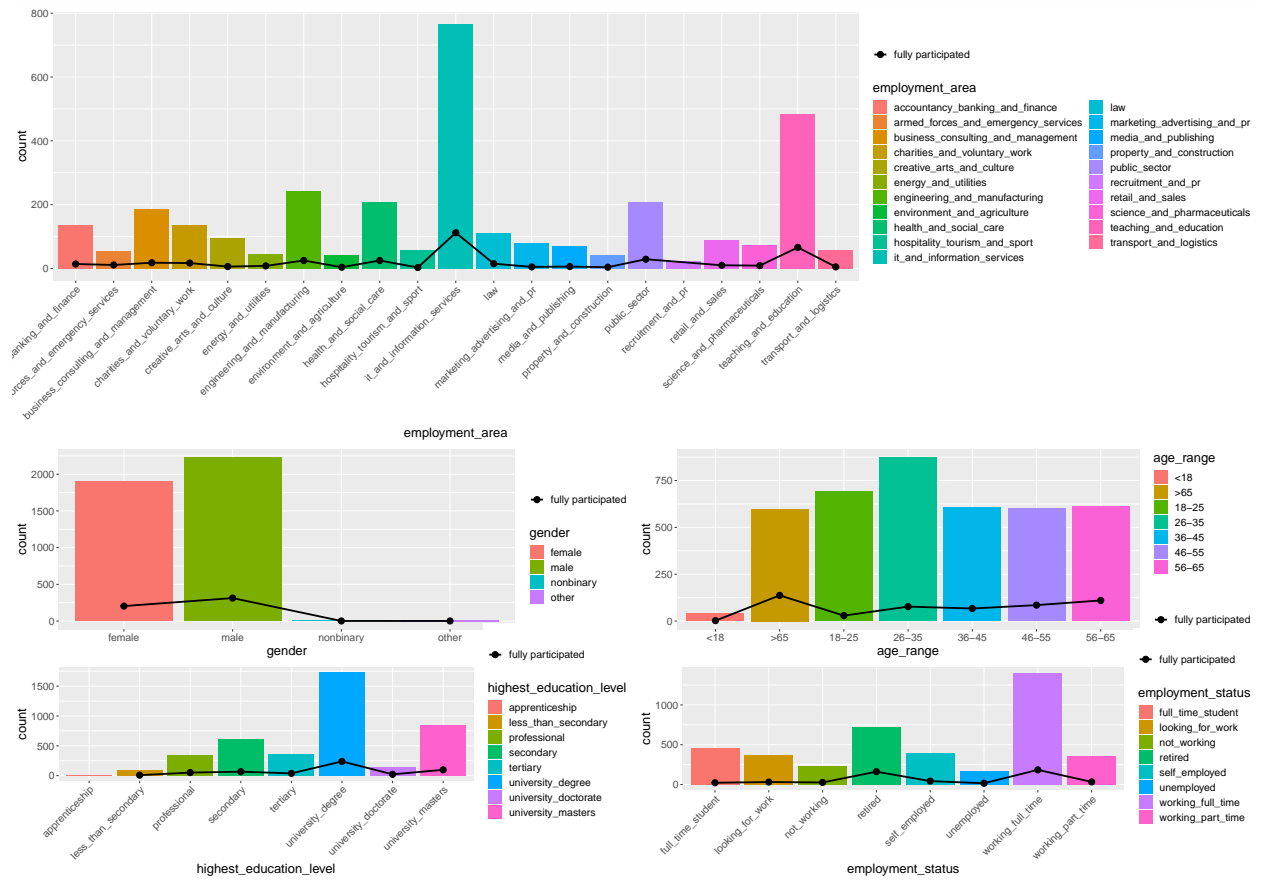 800
600
400
200
0
count
anking_and_finance
orces_and_emergency_services
business_consulting_and_management
charities_and_voluntary_work
creative_arts_and_culture
energy_and_utilities
engineering_and_manufacturing
environment_and_agriculture
health_and_social_care
hospitality_tourism_and_sport
it_and_information_services
law
marketing_advertising_and_pr
media_and_publishing
property_and_construction
public_sector
recruitment_and_pr
retail_and_sales
science_and_pharmaceuticals
teaching_and_education
transport_and_logistics
employment_area
fully participated
employment_area
accountancy_banking_and_finance
armed_forces_and_emergency_services
business_consulting_and_management
charities_and_voluntary_work
creative_arts_and_culture
energy_and_utilities
engineering_and_manufacturing
environment_and_agriculture
health_and_social_care
hospitality_tourism_and_sport
it_and_information_services
law
marketing_advertising_and_pr
media_and_publishing
property_and_construction
public_sector
recruitment_and_pr
retail_and_sales
science_and_pharmaceuticals
teaching_and_education
transport_and_logistics
2000
1500
1000
500
0
count
female
male
nonbinary
other
gender
fully participated
gender
female
male
nonbinary
other
750
500
250
0
count
<18
>65
18–25
26–35
36–45
46–55
56–65
age_range
age_range
<18
>65
18–25
26–35
36–45
46–55
56–65
fully participated
1500
1000
500
0
count
apprenticeship
less_than_secondary
professional
secondary
tertiary
university_degree
university_doctorate
university_masters
highest_education_level
fully participated
highest_education_level
apprenticeship
less_than_secondary
professional
secondary
tertiary
university_degree
university_doctorate
university_masters
1000
500
0
count
full_time_student
looking_for_work
not_working
retired
self_employed
unemployed
working_full_time
working_part_time
employment_status
fully participated
employment_status
full_time_student
looking_for_work
not_working
retired
self_employed
unemployed
working_full_time
working_part_time